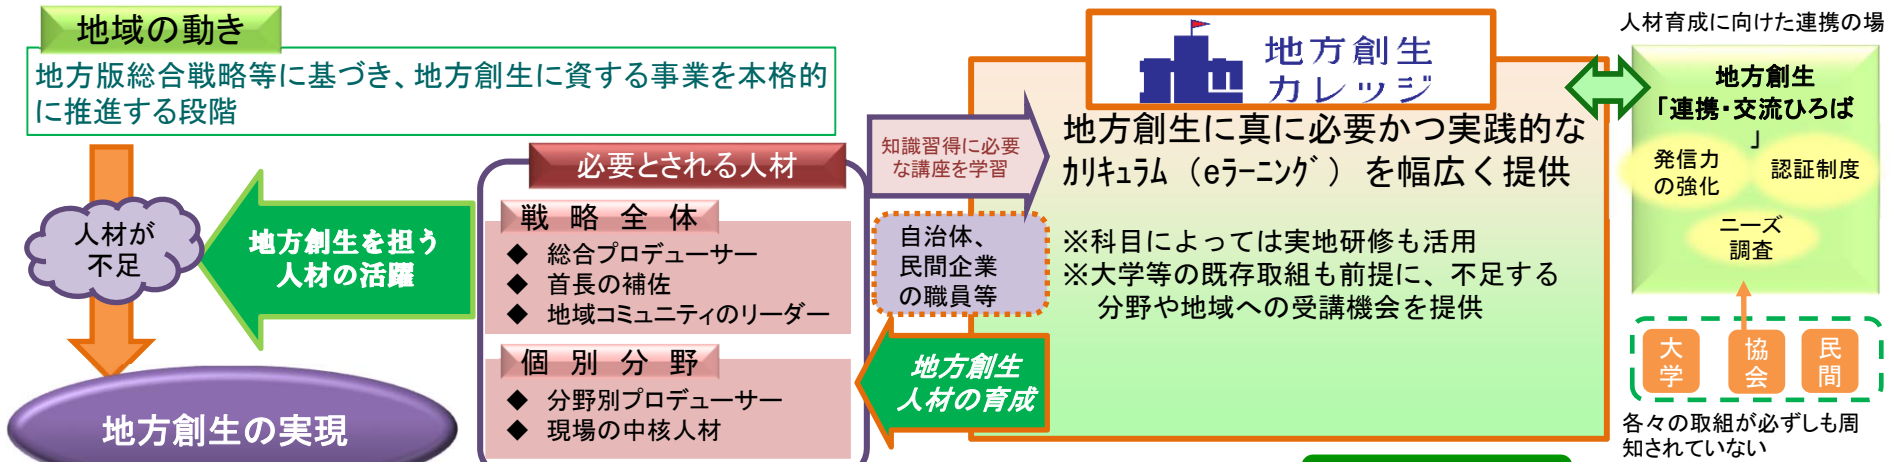 地域の動き
地方版総合戦略等に基づき、地方創生に資する事業を本格的
に推進する段階
人材が
不足
地方創生を担う
人材の活躍
地方創生の実現
必要とされる人材
戦略全体
◆ 総合プロデューサー
◆ 首長の補佐
◆ 地域コミュニティのリーダー
個別分野
◆ 分野別プロデューサー
◆ 現場の中核人材
知識習得に必要
な講座を学習
自治体、
民間企業
の職員等
地方創生
人材の育成
地方創生
カレッジ
地方創生に真に必要かつ実践的な
ｶﾘｷｭﾗﾑ（eﾗｰﾆﾝｸﾞ）を幅広く提供
※科目によっては実地研修も活用
※大学等の既存取組も前提に、不足する
分野や地域への受講機会を提供
人材育成に向けた連携の場
地方創生
「連携・交流ひろば
」
発信力
の強化
認証制度
ニーズ
調査
大学
協会
民間
各々の取組が必ずしも周
知されていない